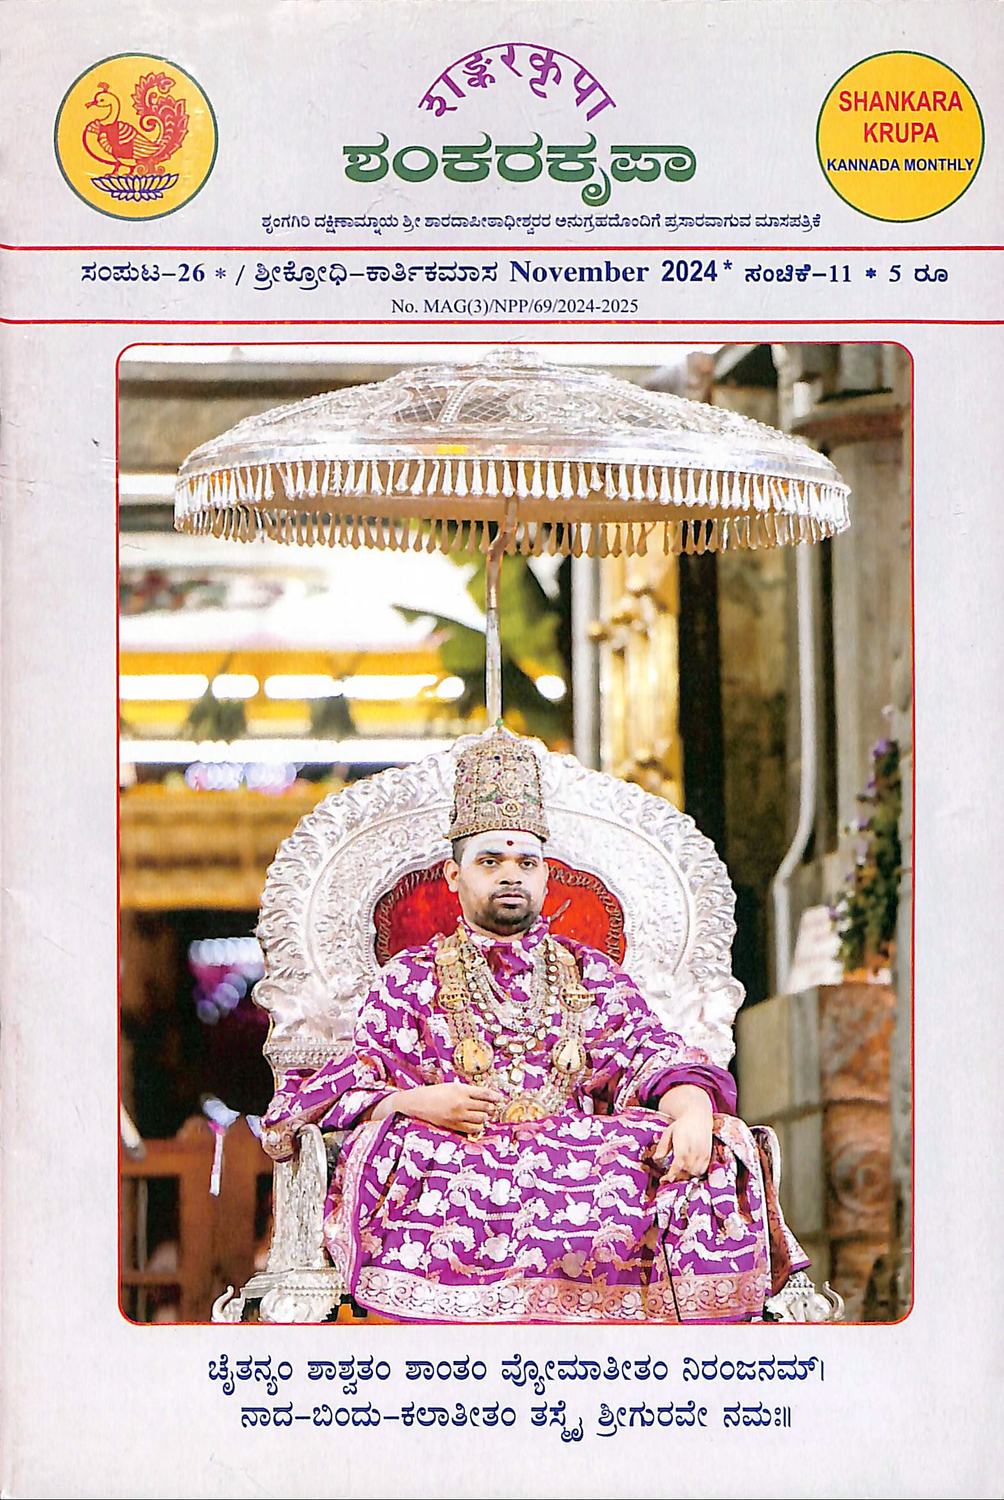 शङ्करकृपा
ಶಂಕರಕೃಪಾ
SHANKARA
KRUPA
KANNADA MONTHLY
ಶೃಂಗಗಿರಿ ದಕ್ಷಿಣಾಮ್ನಾಯ ಶ್ರೀ ಶಾರದಾಪೀಠಾಧೀಶ್ವರರ ಅನುಗ್ರಹದೊಂದಿಗೆ ಪ್ರಸಾರವಾಗುವ ಮಾಸಪತ್ರಿಕೆ
ಸಂಪುಟ-26 * / ಶ್ರೀಕ್ರೋಧಿ-ಕಾರ್ತಿಕಮಾಸ November 2024* ಸಂಚಿಕೆ-11 * 5 ರೂ
No. MAG(3)/NPP/69/2024-2025
ಚೈತನ್ಯಂ ಶಾಶ್ವತಂ ಶಾಂತಂ ವ್ಯೋಮಾತೀತಂ ನಿರಂಜನಮ್।
ನಾದ-ಬಿಂದು-ಕಲಾತೀತಂ ತಸ್ಮೈ ಶ್ರೀಗುರವೇ ನಮಃ॥